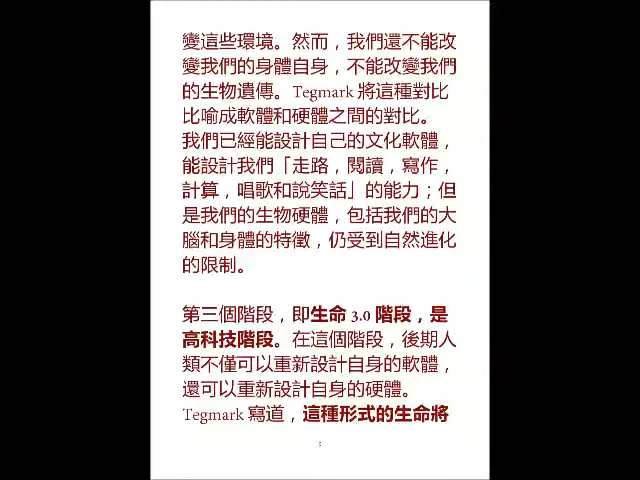 變這些環境。然而，我們還不能改
變我們的身體自身，不能改變我們
的生物遺傳。Tegmark 將這種對比
比喻成軟體和硬體之間的對比。
我們已經能設計自己的文化軟體，
能設計我們「走路，閱讀，寫作，
計算，唱歌和說笑話」的能力；但
是我們的生物硬體，包括我們的大
腦和身體的特徵，仍受到自然進化
的限制。
第三個階段，即生命 3.0 階段，是
高科技階段。在這個階段，後期人
類不僅可以重新設計自身的軟體，
還可以重新設計自身的硬體。
Tegmark 寫道，這種形式的生命將